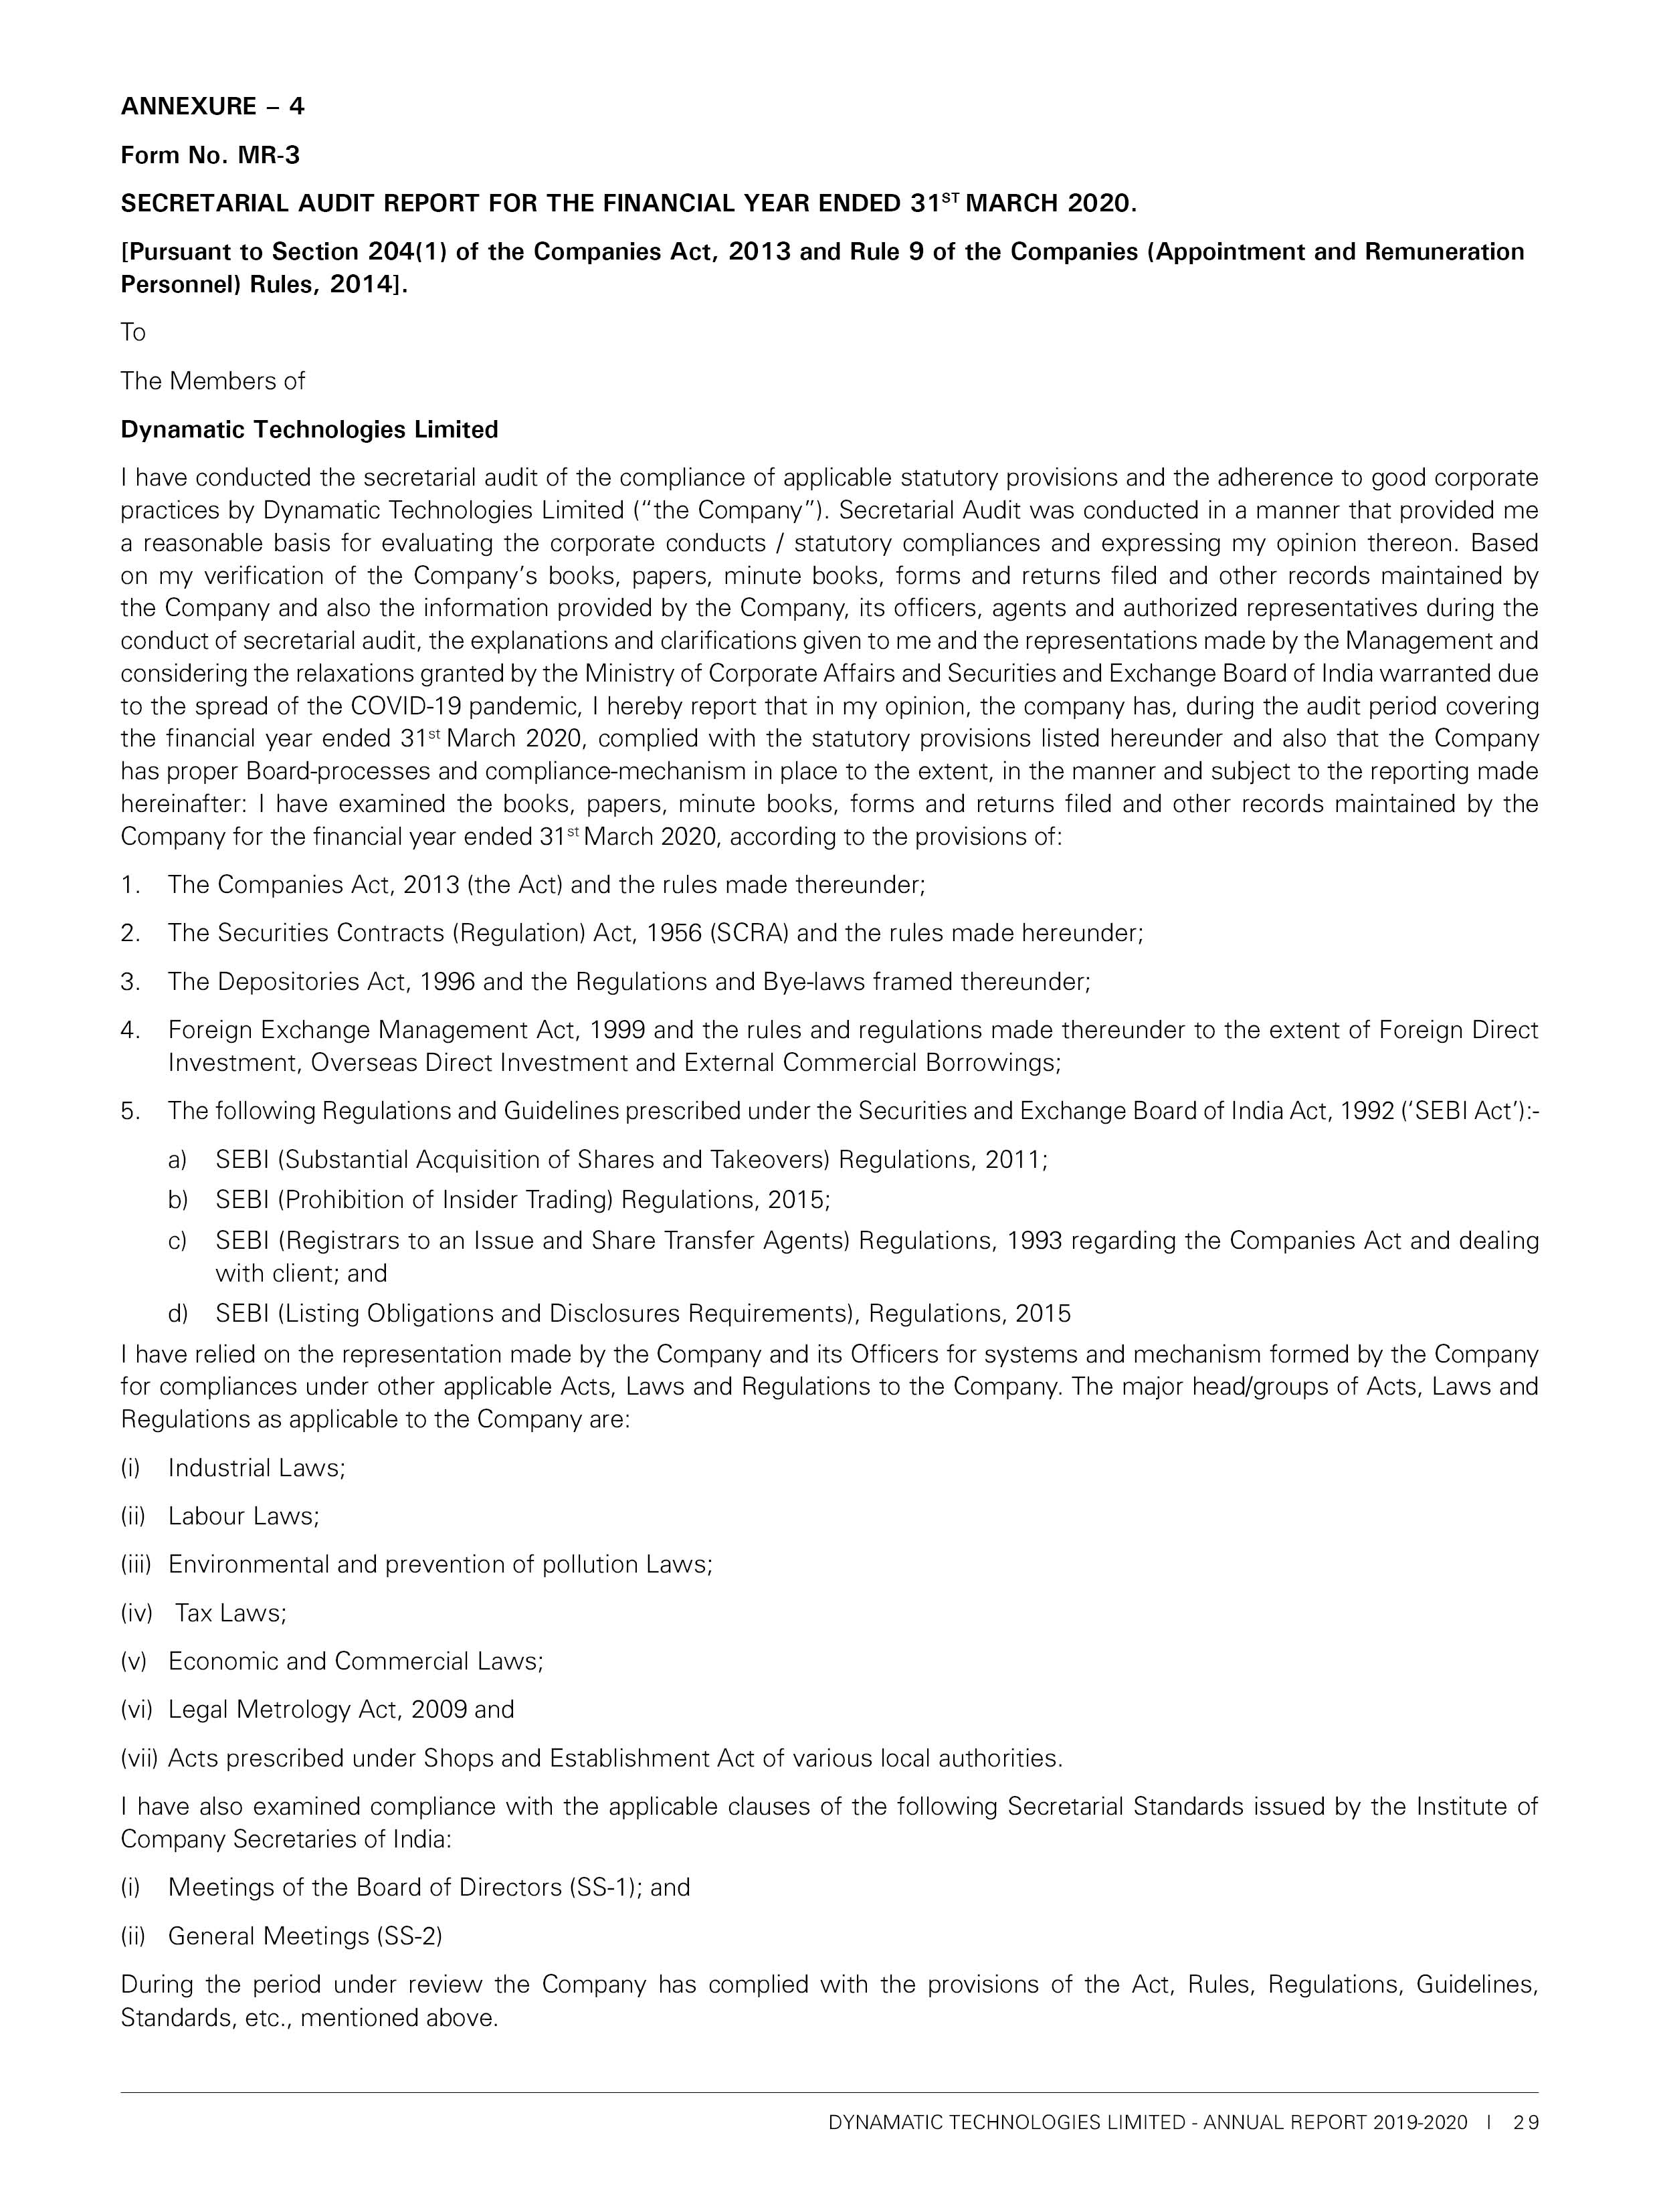 ANNEXURE – 4
Form No. MR-3
SECRETARIAL AUDIT REPORT FOR THE FINANCIAL YEAR ENDED 31ST MARCH 2020.
[Pursuant to Section 204(1) of the Companies Act, 2013 and Rule 9 of the Companies (Appointment and Remuneration
Personnel) Rules, 2014].
To
The Members of
Dynamatic Technologies Limited
I have conducted the secretarial audit of the compliance of applicable statutory provisions and the adherence to good corporate
practices by Dynamatic Technologies Limited (“the Company”). Secretarial Audit was conducted in a manner that provided me
a reasonable basis for evaluating the corporate conducts / statutory compliances and expressing my opinion thereon. Based
on my verification of the Company’s books, papers, minute books, forms and returns filed and other records maintained by
the Company and also the information provided by the Company, its officers, agents and authorized representatives during the
conduct of secretarial audit, the explanations and clarifications given to me and the representations made by the Management and
considering the relaxations granted by the Ministry of Corporate Affairs and Securities and Exchange Board of India warranted due
to the spread of the COVID-19 pandemic, I hereby report that in my opinion, the company has, during the audit period covering
the financial year ended 31st March 2020, complied with the statutory provisions listed hereunder and also that the Company
has proper Board-processes and compliance-mechanism in place to the extent, in the manner and subject to the reporting made
hereinafter: I have examined the books, papers, minute books, forms and returns filed and other records maintained by the
Company for the financial year ended 31st March 2020, according to the provisions of:
1. The Companies Act, 2013 (the Act) and the rules made thereunder;
2. The Securities Contracts (Regulation) Act, 1956 (SCRA) and the rules made hereunder;
3. The Depositories Act, 1996 and the Regulations and Bye-laws framed thereunder;
4. Foreign Exchange Management Act, 1999 and the rules and regulations made thereunder to the extent of Foreign Direct
Investment, Overseas Direct Investment and External Commercial Borrowings;
5. The following Regulations and Guidelines prescribed under the Securities and Exchange Board of India Act, 1992 (‘SEBI Act’):-
a) SEBI (Substantial Acquisition of Shares and Takeovers) Regulations, 2011;
b) SEBI (Prohibition of Insider Trading) Regulations, 2015;
c) SEBI (Registrars to an Issue and Share Transfer Agents) Regulations, 1993 regarding the Companies Act and dealing
with client; and
d) SEBI (Listing Obligations and Disclosures Requirements), Regulations, 2015
I have relied on the representation made by the Company and its Officers for systems and mechanism formed by the Company
for compliances under other applicable Acts, Laws and Regulations to the Company. The major head/groups of Acts, Laws and
Regulations as applicable to the Company are:
(i) Industrial Laws;
(ii) Labour Laws;
(iii) Environmental and prevention of pollution Laws;
(iv) Tax Laws;
(v) Economic and Commercial Laws;
(vi) Legal Metrology Act, 2009 and
(vii) Acts prescribed under Shops and Establishment Act of various local authorities.
I have also examined compliance with the applicable clauses of the following Secretarial Standards issued by the Institute of
Company Secretaries of India:
(i) Meetings of the Board of Directors (SS-1); and
(ii) General Meetings (SS-2)
During the period under review the Company has complied with the provisions of the Act, Rules, Regulations, Guidelines,
Standards, etc., mentioned above.
DYNAMATIC TECHNOLOGIES LIMITED - ANNUAL REPORT 2019-2020 I 29